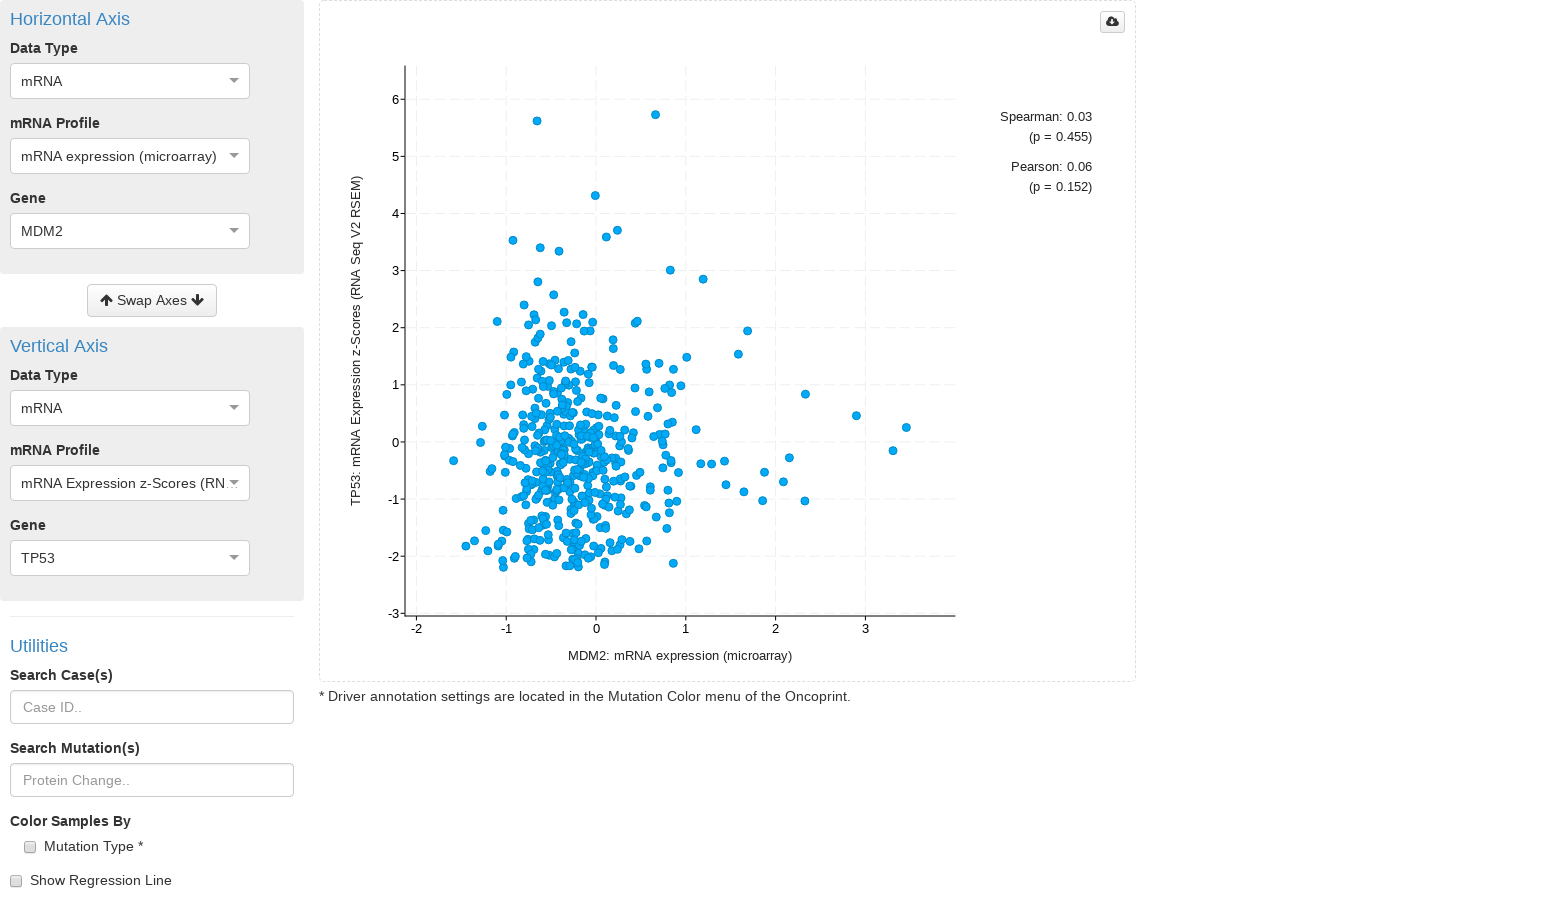 Horizontal Axis
Data Type
mRNA
mRNA Profile
mRNA expression (microarray)
Gene
MDM2
Swap Axes
Vertical Axis
Data Type
mRNA
mRNA Profile
mRNA Expression z-Scores (RN...
Gene
TP53
Utilities
Search Case(s)
Case ID..
Search Mutation(s)
Protein Change..
Color Samples By
Mutation Type *
Show Regression Line
TP53: mRNA Expression z-Scores (RNA Seq V2 RSEM)
6
5
4
3
2
1
0
-1
-2
-3
-2 -1 0 1 2 3
MDM2: mRNA expression (microarray)
Spearman: 0.03
(p = 0.455)
Pearson: 0.06
(p = 0.152)
* Driver annotation settings are located in the Mutation Color menu of the Oncoprint.